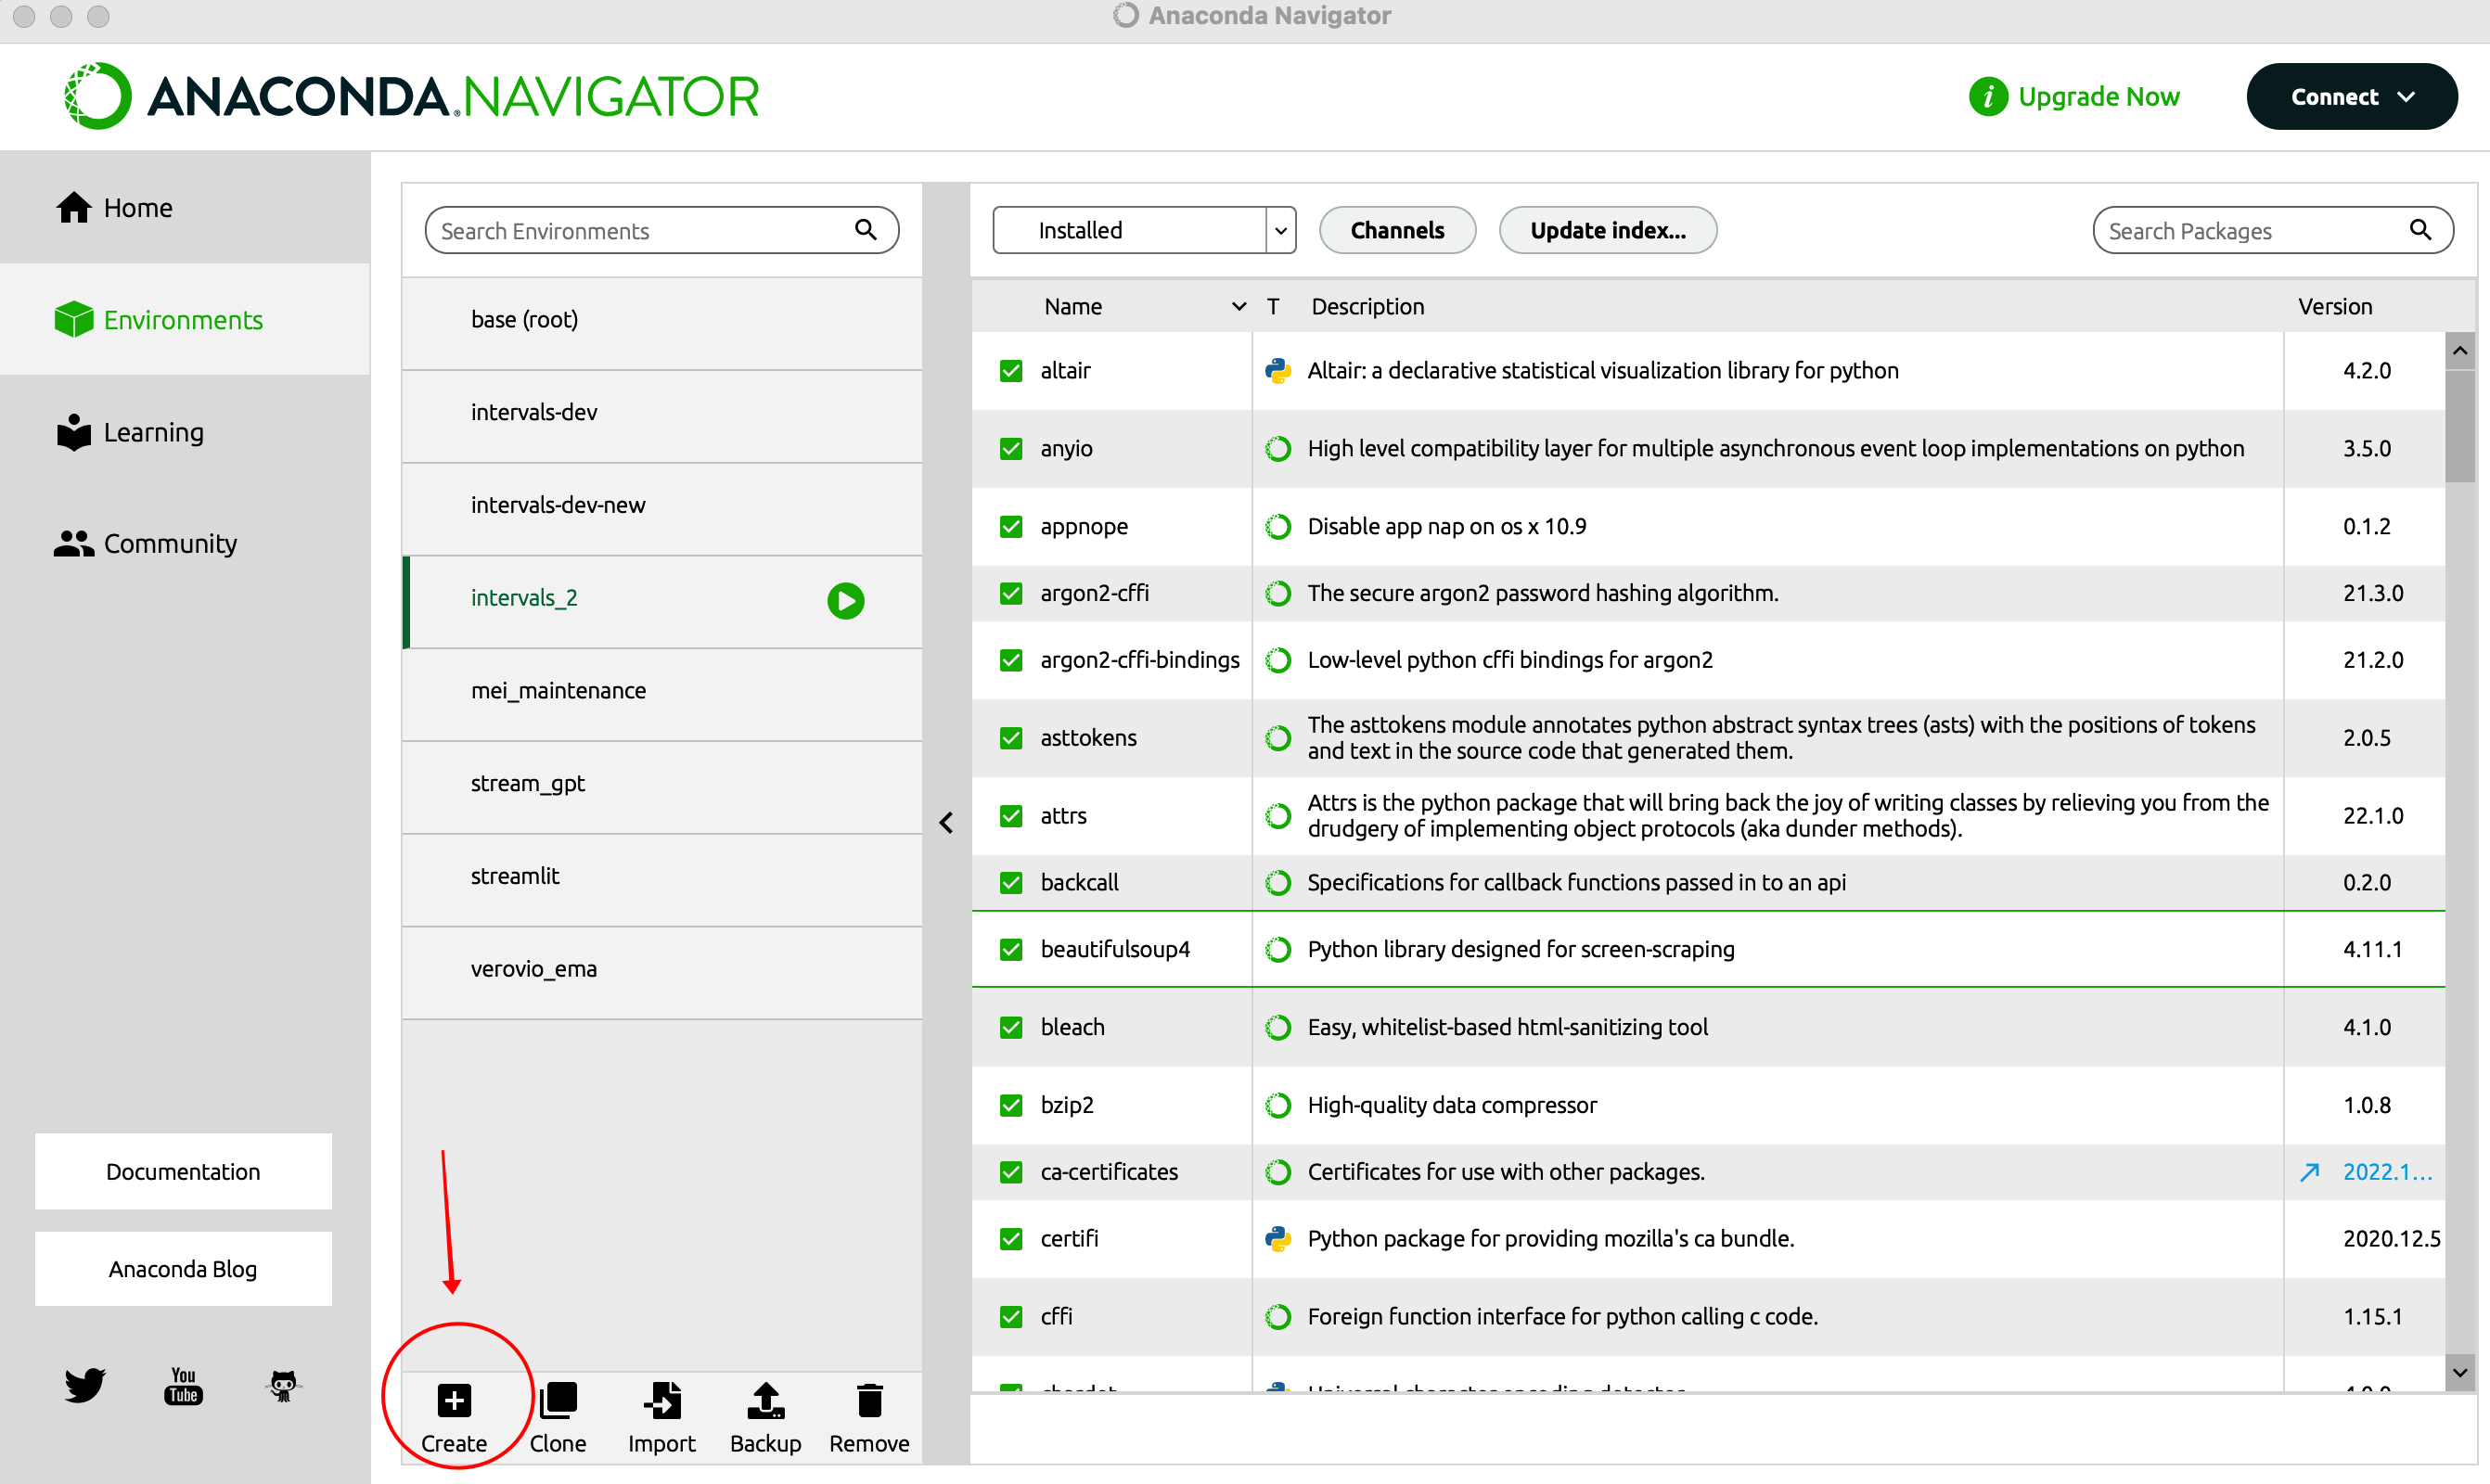 Anaconda Navigator
ANACONDA.NAVIGATOR
Upgrade Now
Connect
Home
Environments
Learning
Community
Documentation
Anaconda Blog
You
Tube
Search Environments
base (root)
intervals-dev
intervals-dev-new
intervals_2
mei_maintenance
stream_gpt
streamlit
verovio_ema
Create
Clone
Import
Backup
Remove
Installed
Channels
Update index...
Search Packages
Name T Description Version
altair Altair: a declarative statistical visualization library for python 4.2.0
anyio High level compatibility layer for multiple asynchronous event loop implementations on python 3.5.0
appnope Disable app nap on os x 10.9 0.1.2
argon2-cffi The secure argon2 password hashing algorithm. 21.3.0
argon2-cffi-bindings Low-level python cffi bindings for argon2 21.2.0
asttokens The asttokens module annotates python abstract syntax trees (asts) with the positions of tokens
and text in the source code that generated them. 2.0.5
attrs Attrs is the python package that will bring back the joy of writing classes by relieving you from the
drudgery of implementing object protocols (aka dunder methods). 22.1.0
backcall Specifications for callback functions passed in to an api 0.2.0
beautifulsoup4 Python library designed for screen-scraping 4.11.1
bleach Easy, whitelist-based html-sanitizing tool 4.1.0
bzip2 High-quality data compressor 1.0.8
ca-certificates Certificates for use with other packages. 2022.1...
certifi Python package for providing mozilla's ca bundle. 2020.12.5
cffi Foreign function interface for python calling c code. 1.15.1